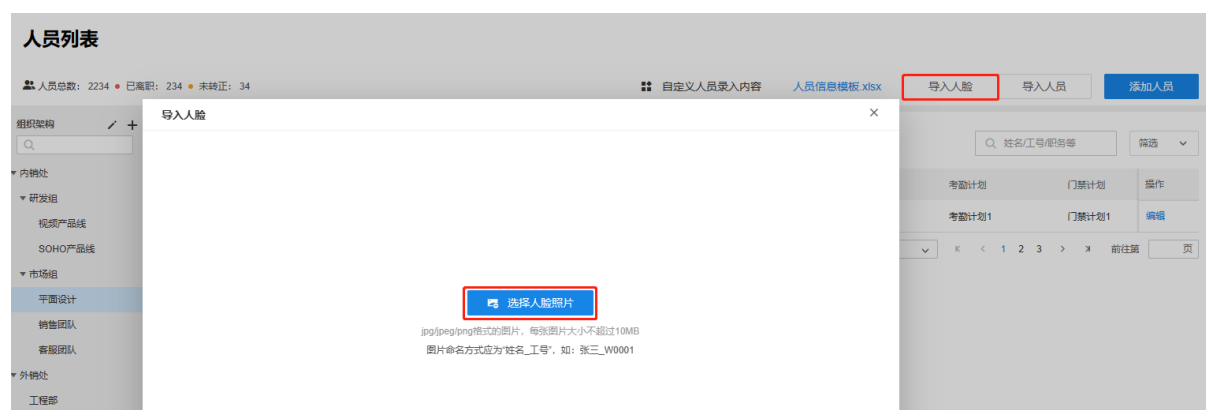 人员列表
人员总数: 2234 已离职: 234 未转正: 34
自定义人员录入内容 人员信息模板.xlsx 导入人脸 导入人员 添加人员
组织架构
导入人脸
姓名/工号/职务等 筛选
内销处
研发组
视频产品线
SOHO产品线
市场组
平面设计
销售团队
客服团队
外销处
工程部
考勤计划 门禁计划 操作
考勤计划1 门禁计划1 编辑
1 2 3 前往第 页
选择人脸照片
jpg/jpeg/png格式的图片，每张图片大小不超过10MB
图片命名方式应为“姓名_工号”，如：张三_W0001